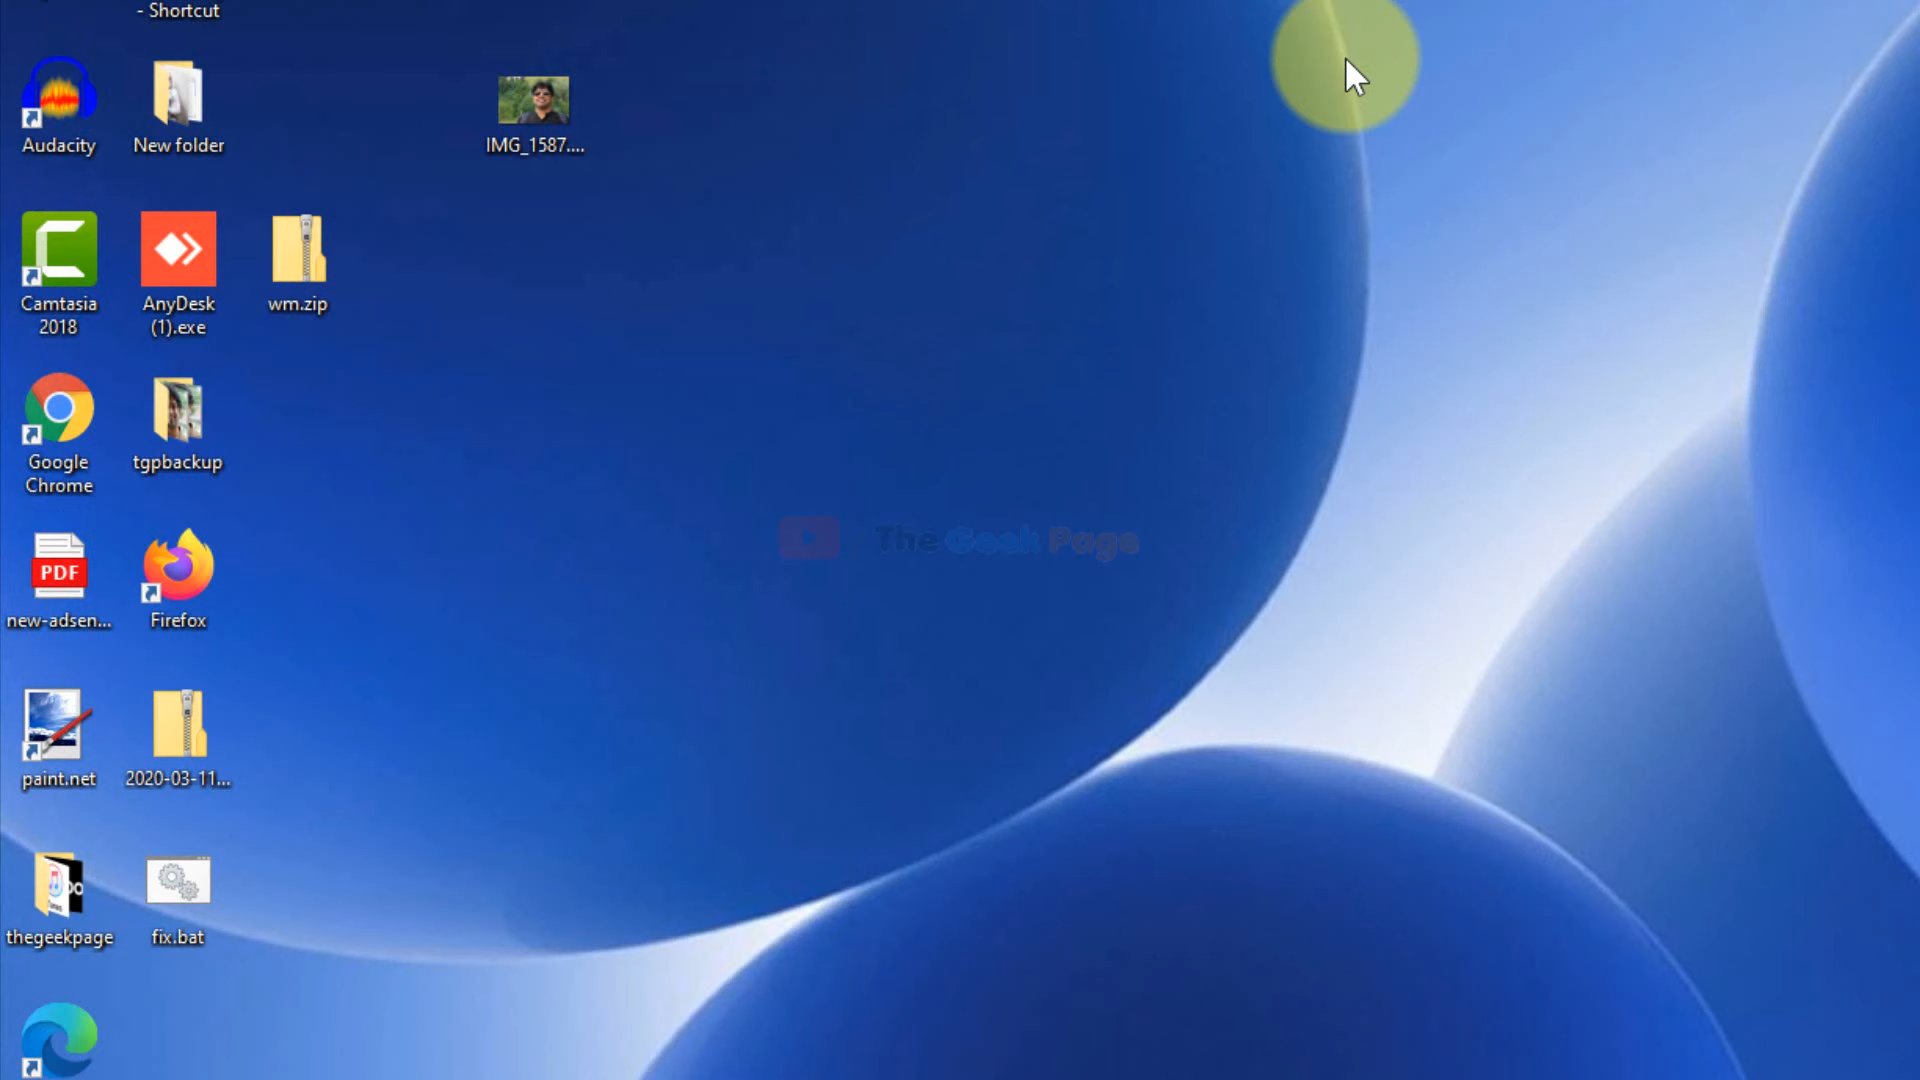 - Shortcut
Audacity
New folder
IMG_1587....
Camtasia
2018
AnyDesk
(1).exe
wm.zip
Google
Chrome
tgpbackup
PDF
new-adsen...
Firefox
The Geek Page
paint.net
2020-03-11...
thegeekpage
fix.bat